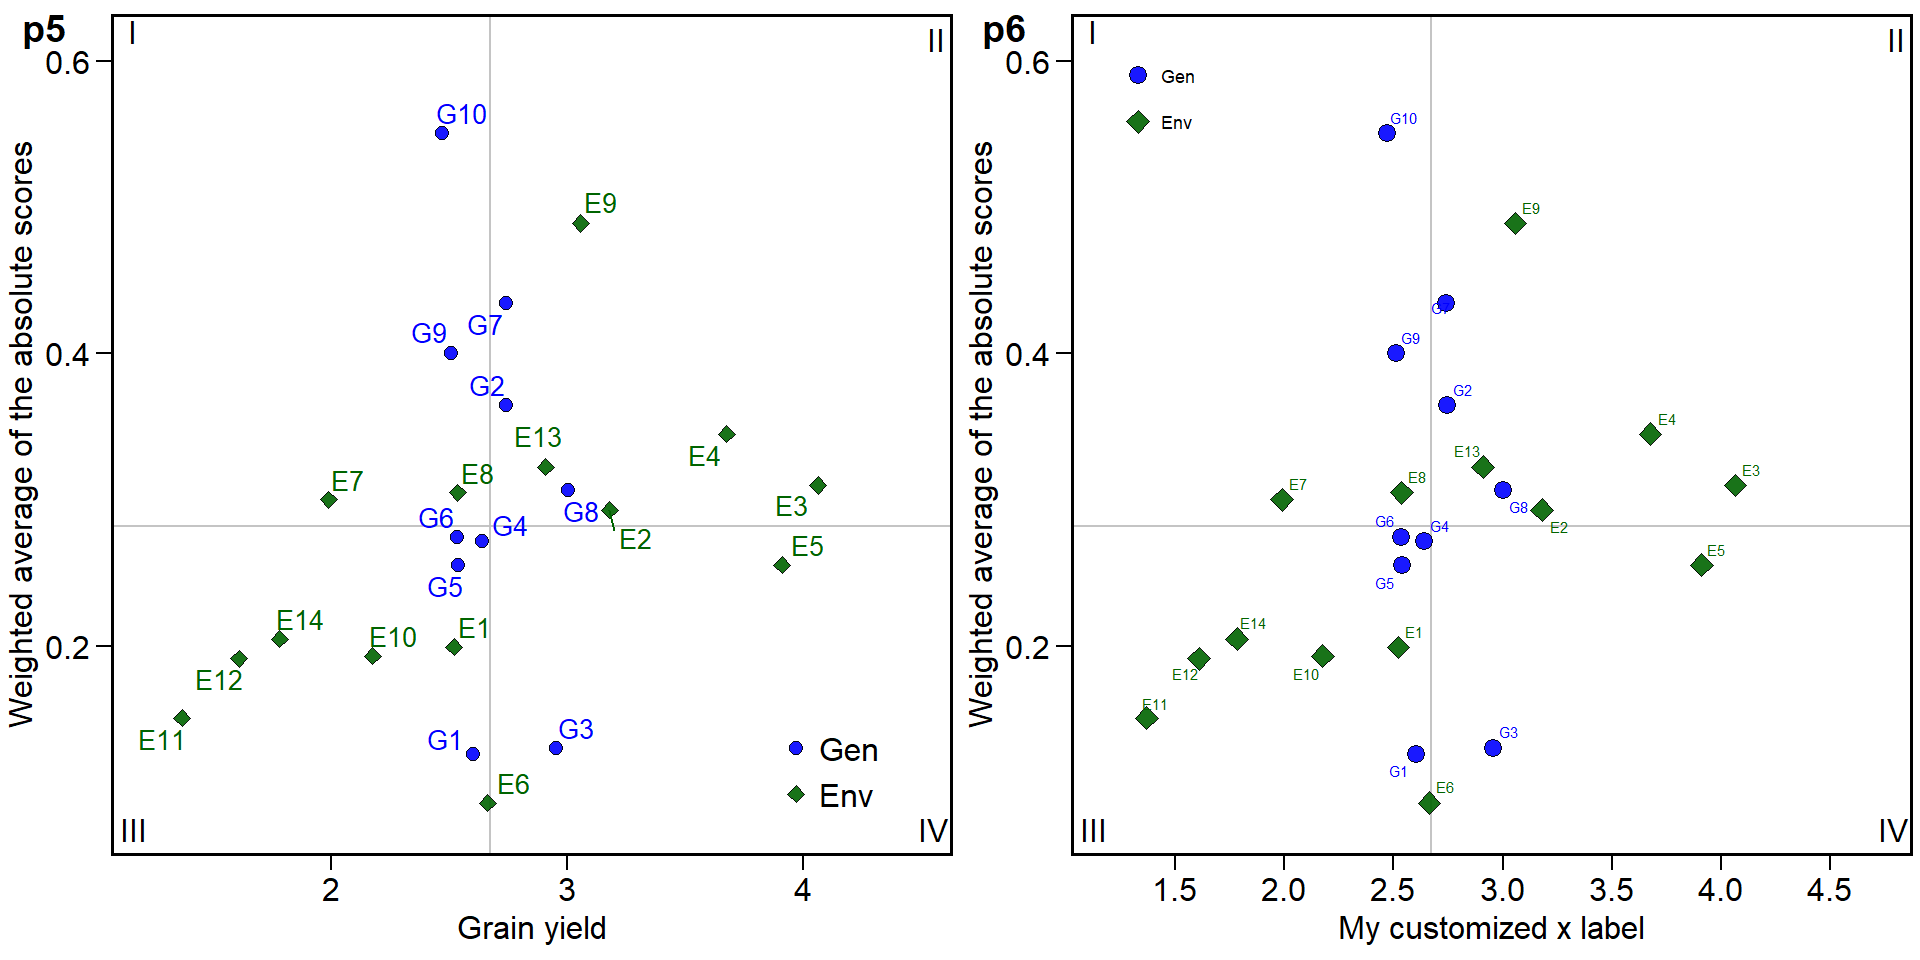 p5
I
II
0.6
G10
E9
G7
G9
0.4
G2
E13
E4
E8
E7
E3
G8
G6
G4
E2
E5
G5
E14
E1
E10
0.2
E12
G3
G1
E11
Gen
E6
Env
III
IV
2
3
4
Grain yield
Weighted average of the absolute scores
p6
I
II
0.6
Gen
G10
Env
E9
G7
G9
0.4
G2
E4
E13
E3
E8
E7
G8
G6
G4
E2
E5
G5
E14
E1
0.2
E12
E10
E11
G3
G1
E6
III
IV
1.5
2.0
2.5
3.0
3.5
4.0
4.5
My customized x label
Weighted average of the absolute scores